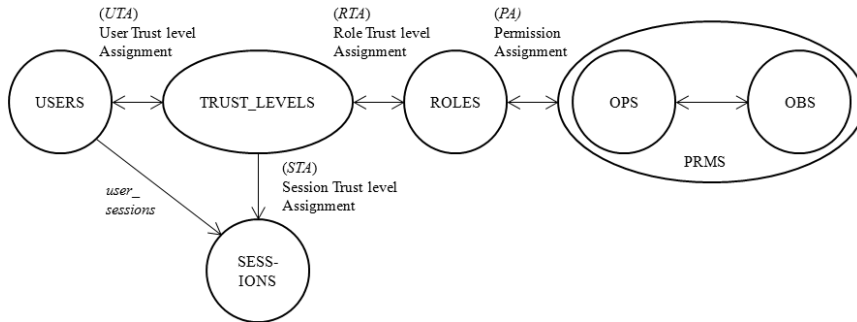 (UTA)
User Trust level
Assignment
(RTA)
Role Trust level
Assignment
(PA)
Permission
Assignment
USERS
TRUST_LEVELS
ROLES
OPS
OBS
PRMS
(STA)
Session Trust level
Assignment
user_
sessions
SESS-
IONS